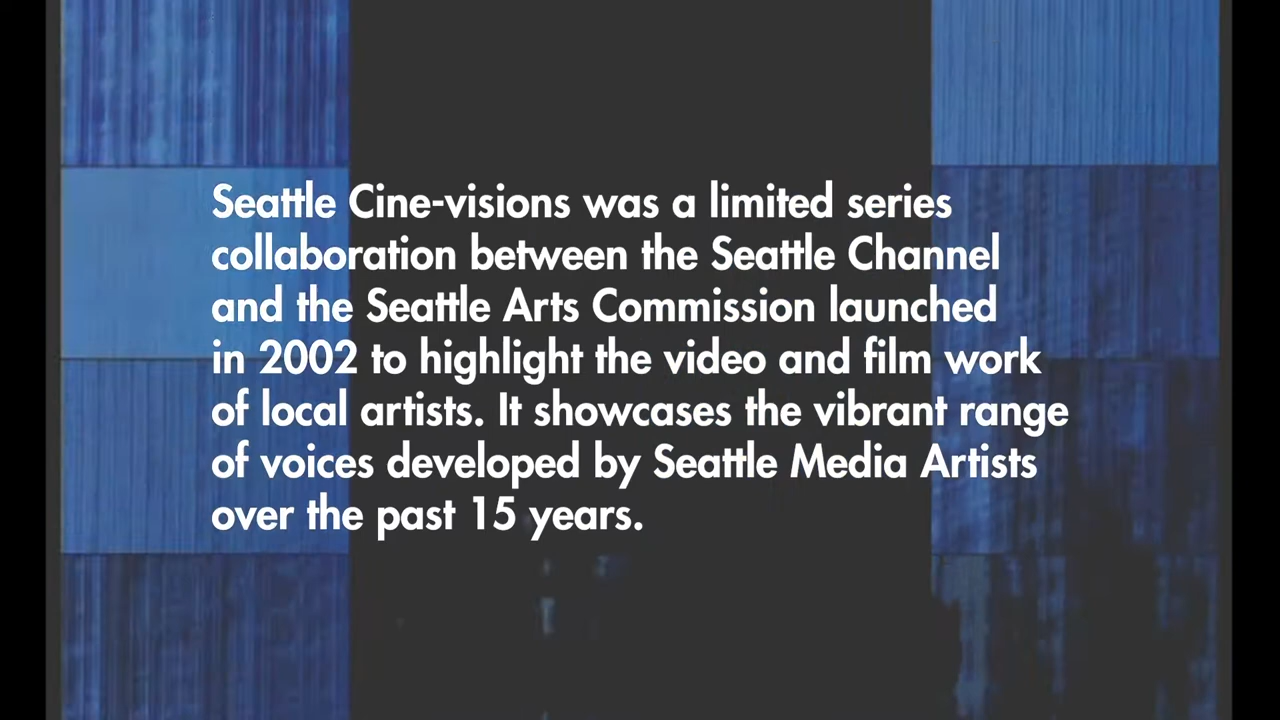 Seattle Cine-visions was a limited series
collaboration between the Seattle Channel
and the Seattle Arts Commission launched
in 2002 to highlight the video and film work
of local artists. It showcases the vibrant range
of voices developed by Seattle Media Artists
over the past 15 years.